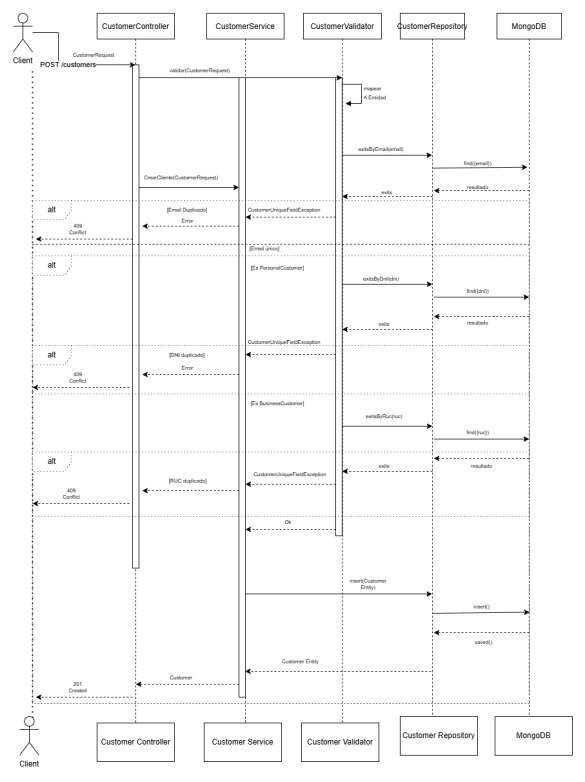 CustomerController
CustomerService
CustomerValidator
CustomerRepository
MongoDB
Client
CustomerRequest
POST /customers
validar(CustomerRequest)
mapear
A Entidad
exitsByEmail(email)
find({email})
CrearCliente(CustomerRequest)
resultado
exits
alt
[Email Duplicado]
CustomerUniqueFieldException
Error
409
Conflict
[Email único]
alt
[Es PersonalCustomer]
exitsByDnil(dni)
find({dni})
resultado
exits
CustomerUniqueFieldException
alt
[DNI duplicado]
Error
409
Conflict
[Es BusinessCustomer]
exitsByRuc(ruc)
find({ruc})
alt
resultado
exits
CustomerUniqueFieldException
[RUC duplicado]
409
Conflict
Ok
insert(Customer
Entity)
insert()
saved()
Customer Entity
Customer
201
Created
Customer Controller
Customer Service
Customer Validator
Customer Repository
MongoDB
Client